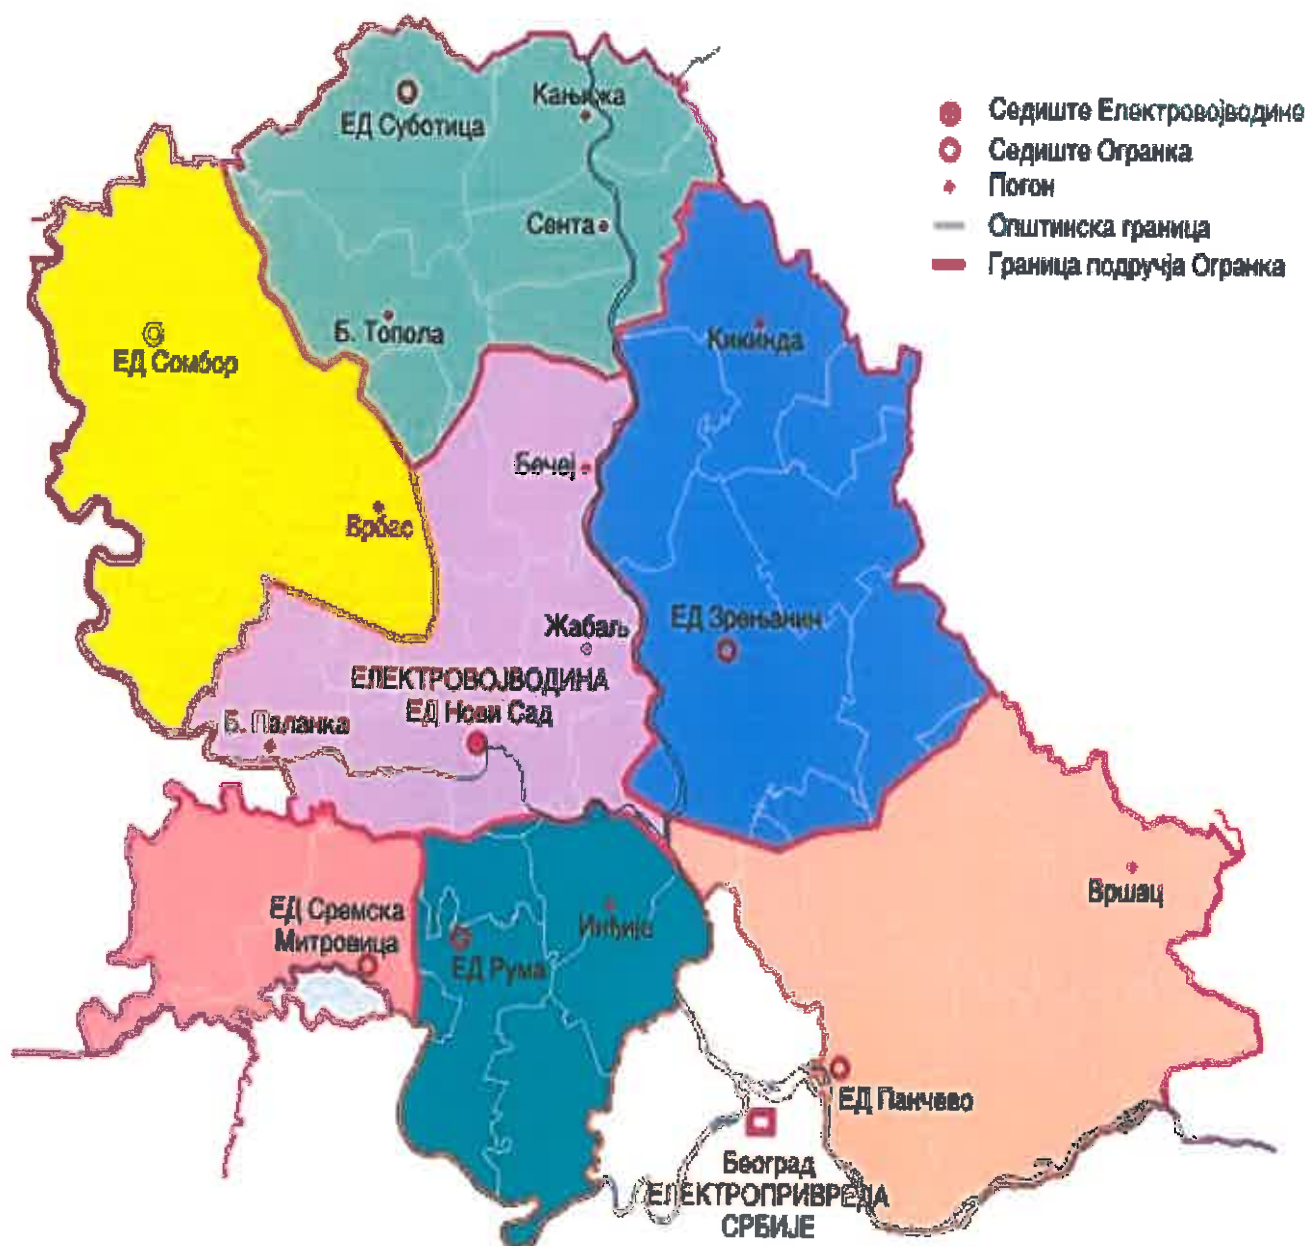 Седиште Електровојводине
Седиште Огранка
Погон
Општинска граница
Граница подручја Огранка
Кањижа
ЕД Суботица
Сента
Б. Топола
Кикинда
ЕД Сомбор
Бечеј
Врбас
ЕД Зрењанин
Жабаљ
ЕЛЕКТРОВОЈВОДИНА
ЕД Нови Сад
Б. Паланка
Вршац
ЕД Сремска
Митровица
Инђија
ЕД Рума
ЕД Панчево
Београд
ЕЛЕКТРОПРИВРЕДА
СРБИЈЕ